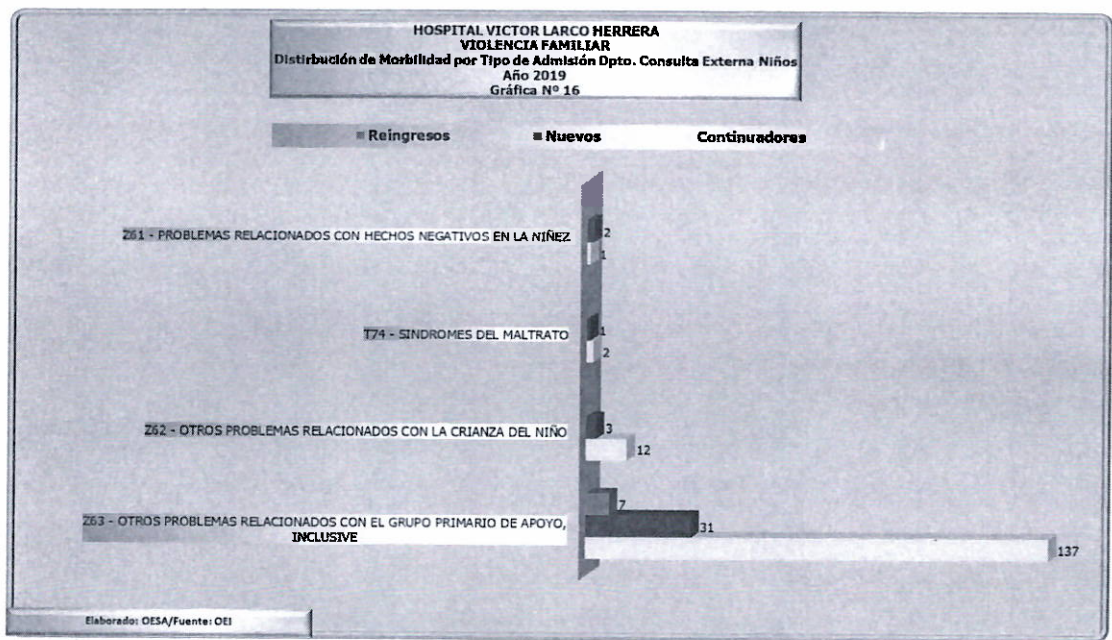 HOSPITAL VICTOR LARCO HERRERA
VIOLENCIA FAMILIAR
Distirbución de Morbilidad por Tipo de Admisión Dpto. Consulta Externa Niños
Año 2019
Gráfica Nº 16
Reingresos Nuevos Continuadores
Z61 - PROBLEMAS RELACIONADOS CON HECHOS NEGATIVOS EN LA NIÑEZ
2
1
T74 - SINDROMES DEL MALTRATO
1
2
Z62 - OTROS PROBLEMAS RELACIONADOS CON LA CRIANZA DEL NIÑO
3
12
7
Z63 - OTROS PROBLEMAS RELACIONADOS CON EL GRUPO PRIMARIO DE APOYO,
INCLUSIVE
31
137
Elaborado: OESA/Fuente: OEI